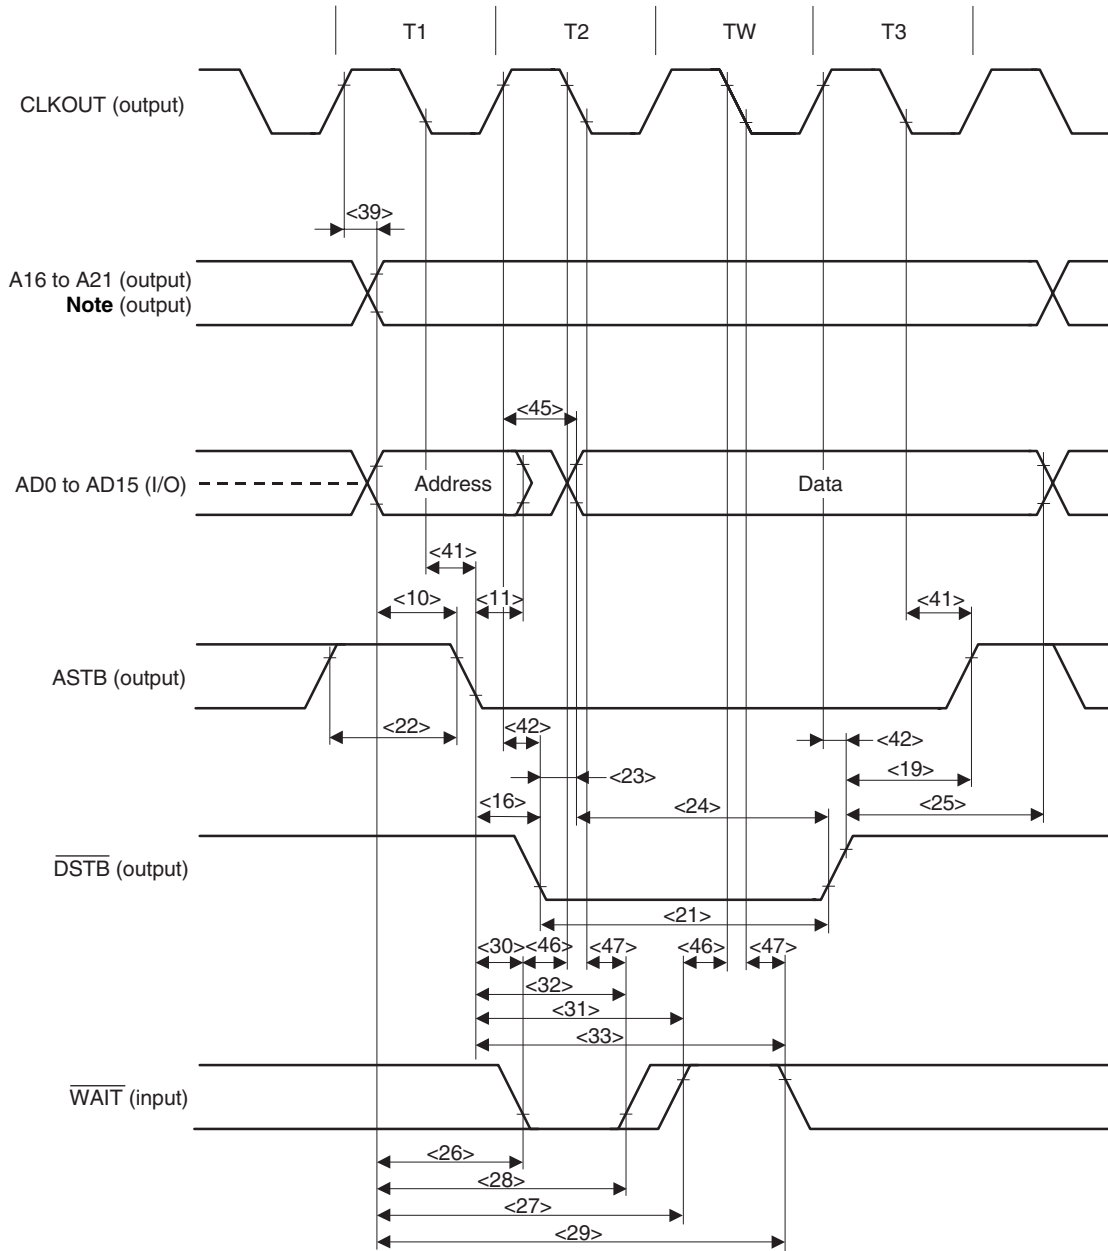 T1 T2 TW T3
CLKOUT (output)
<39>
A16 to A21 (output)
Note (output)
<45>
AD0 to AD15 (I/O) Address Data
<41>
<10> <11> <41>
ASTB (output)
<22> <42> <42>
<23> <19>
<16> <24> <25>
DSTB (output)
<21>
<30> <46> <47> <46> <47>
<32>
<31>
<33>
WAIT (input)
<26>
<28>
<27>
<29>